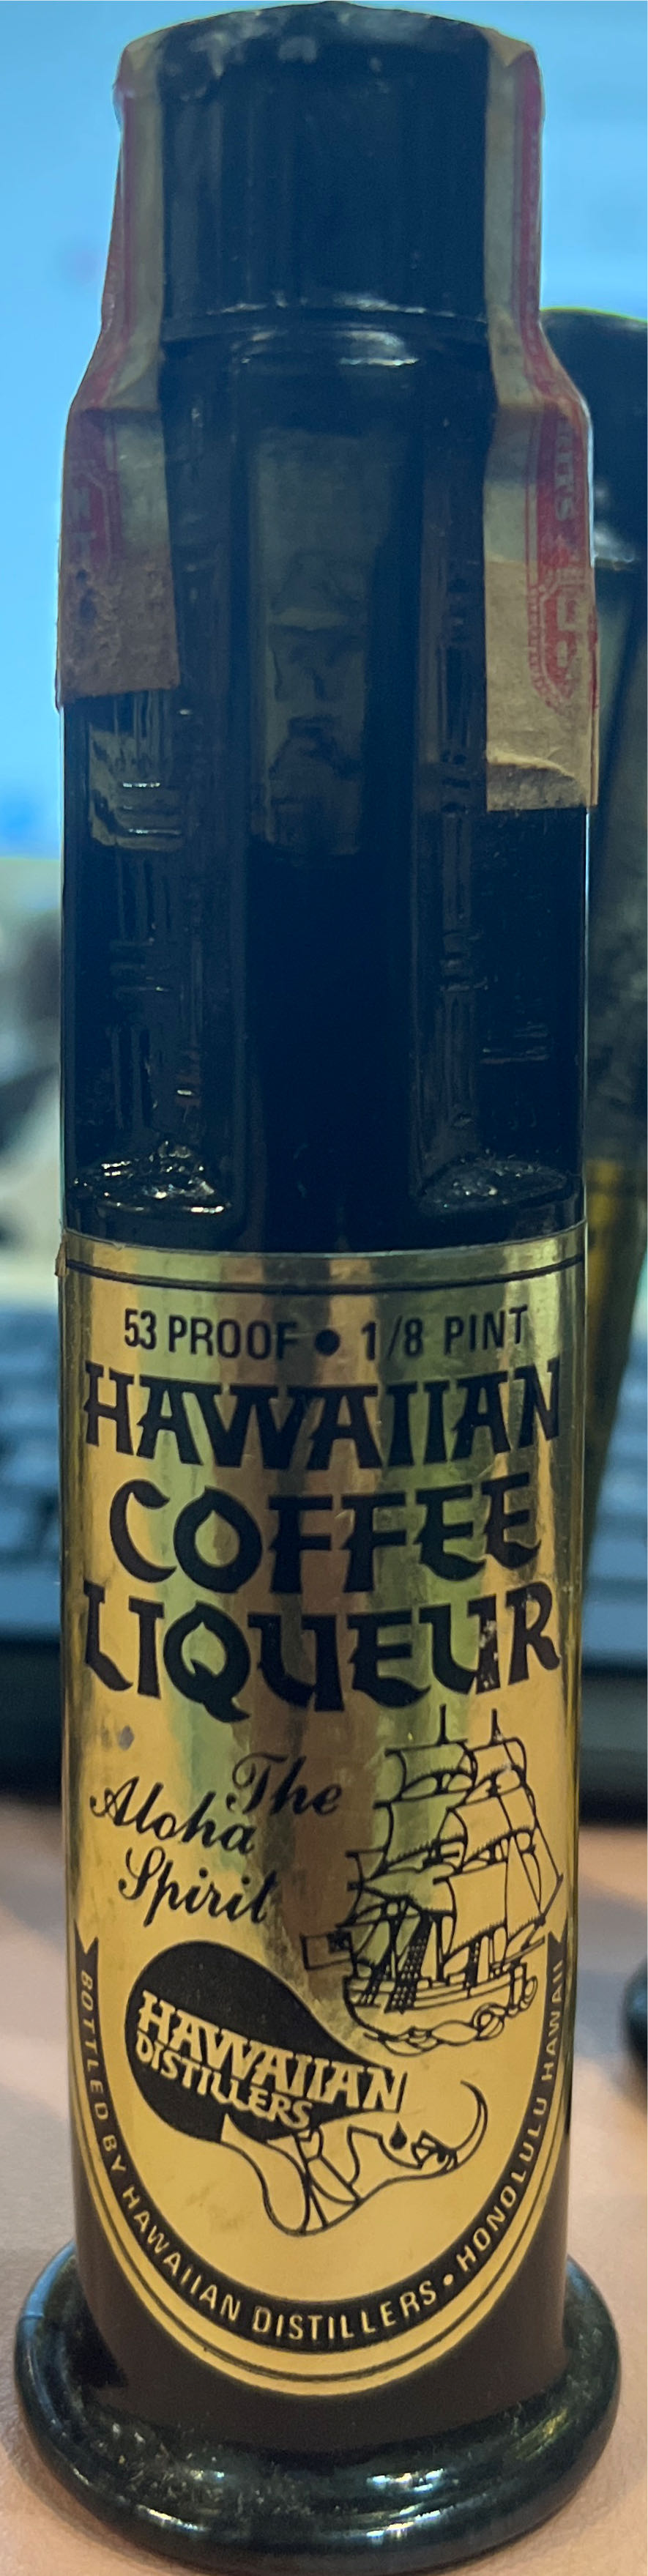 53 PROOF • 1/8 PINT
HAWAIIAN
COFFEE
LIQUEUR
The
Aloha
Spirit
HAWAIIAN
DISTILLERS
BOTTLED BY HAWAIIAN DISTILLERS • HONOLULU HAWAII